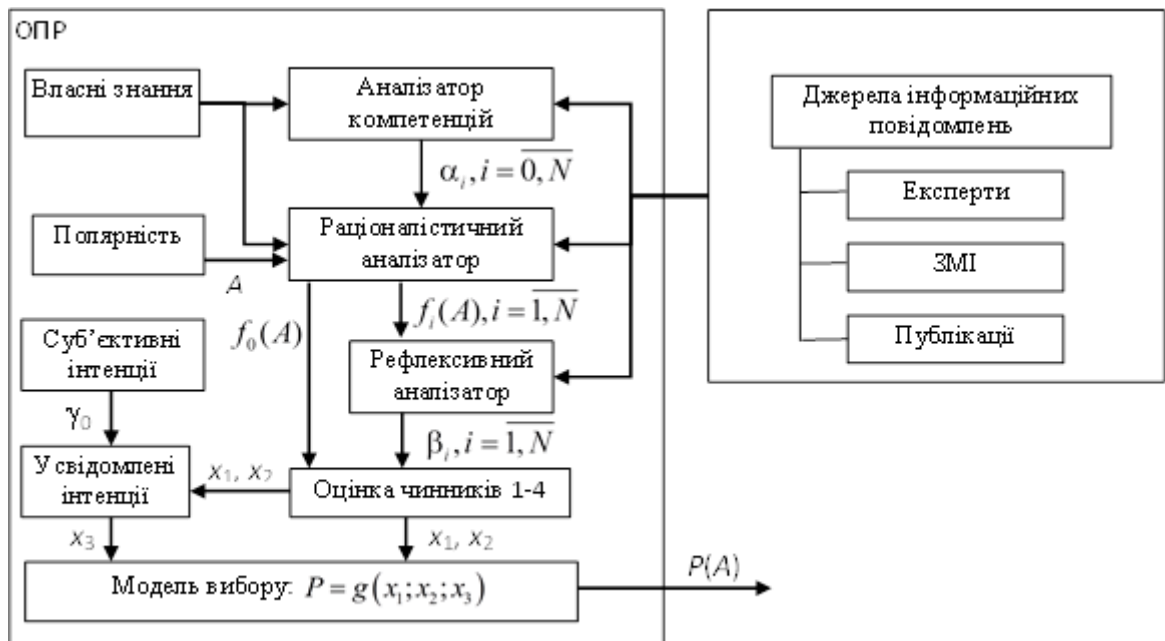 ОПР
Власні знання
Аналізатор
компетенцій
αᵢ, i = 0, N
Полярність
A
Раціоналістичний
аналізатор
f₀(A)
fᵢ(A), i = 1, N
Суб’єктивні
інтенції
γ₀
Рефлексивний
аналізатор
βᵢ, i = 1, N
Усвідомлені
інтенції
x₁, x₂
Оцінка чинників 1-4
x₃
x₁, x₂
Модель вибору: P = g(x₁; x₂; x₃)
P(A)
Джерела інформаційних
повідомлень
Експерти
ЗМІ
Публікації